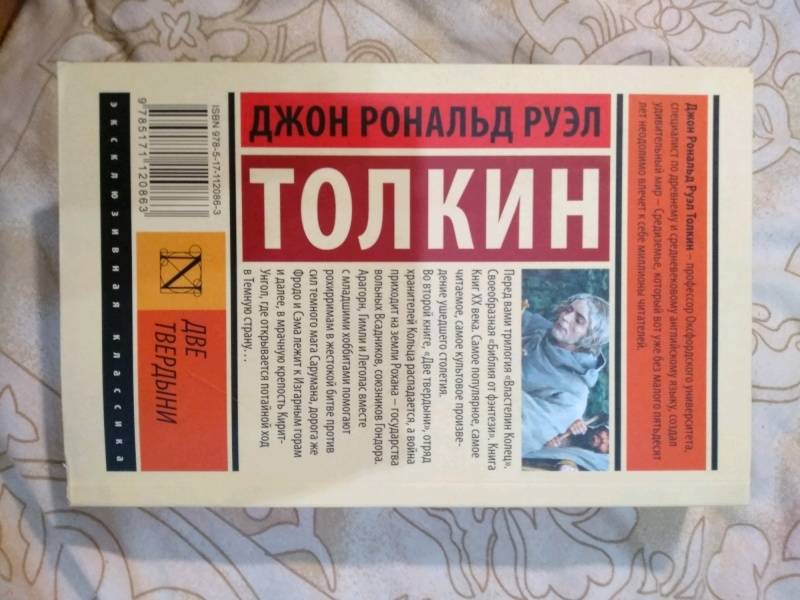 Джон Рональд Руэл Толкин – профессор Оксфордского университета,
специалист по древнему и средневековому английскому языку, создал
удивительный мир – Средиземье, который вот уже без малого пятьдесят
лет неодолимо влечет к себе миллионы читателей.
ДЖОН РОНАЛЬД РУЭЛ
ТОЛКИН
Перед вами трилогия «Властелин Колец».
Своеобразная «Библия от фэнтези». Книга
Книг XX века. Самое популярное, самое
читаемое, самое культовое произве-
дение ушедшего столетия.
Во второй книге, «Две твердыни», отряд
хранителей Кольца распадается, а война
приходит на земли Рохана – государства
вольных Всадников, союзников Гондора.
Арагорн, Гимли и Леголас вместе
с младшими хоббитами помогают
рохирримам в жестокой битве против
сил темного мага Сарумана, дорога же
Фродо и Сэма лежит к Изгарным горам
и далее, в мрачную крепость Кирит-
Унгол, где открывается потайной ход
в Темную страну…
ISBN 978-5-17-112086-3
9 785171 120863
N
ДВЕ
ТВЕРДЫНИ
ЭКСКЛЮЗИВНАЯ КЛАССИКА